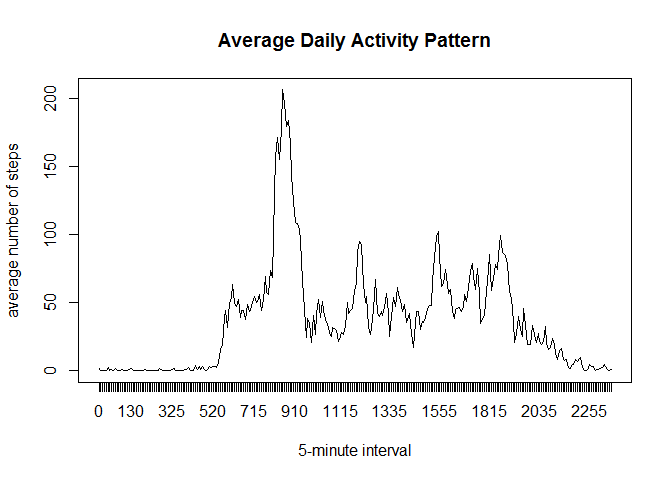 Average Daily Activity Pattern
average number of steps
200
150
100
50
0
0 130 325 520 715 910 1115 1335 1555 1815 2035 2255
5-minute interval